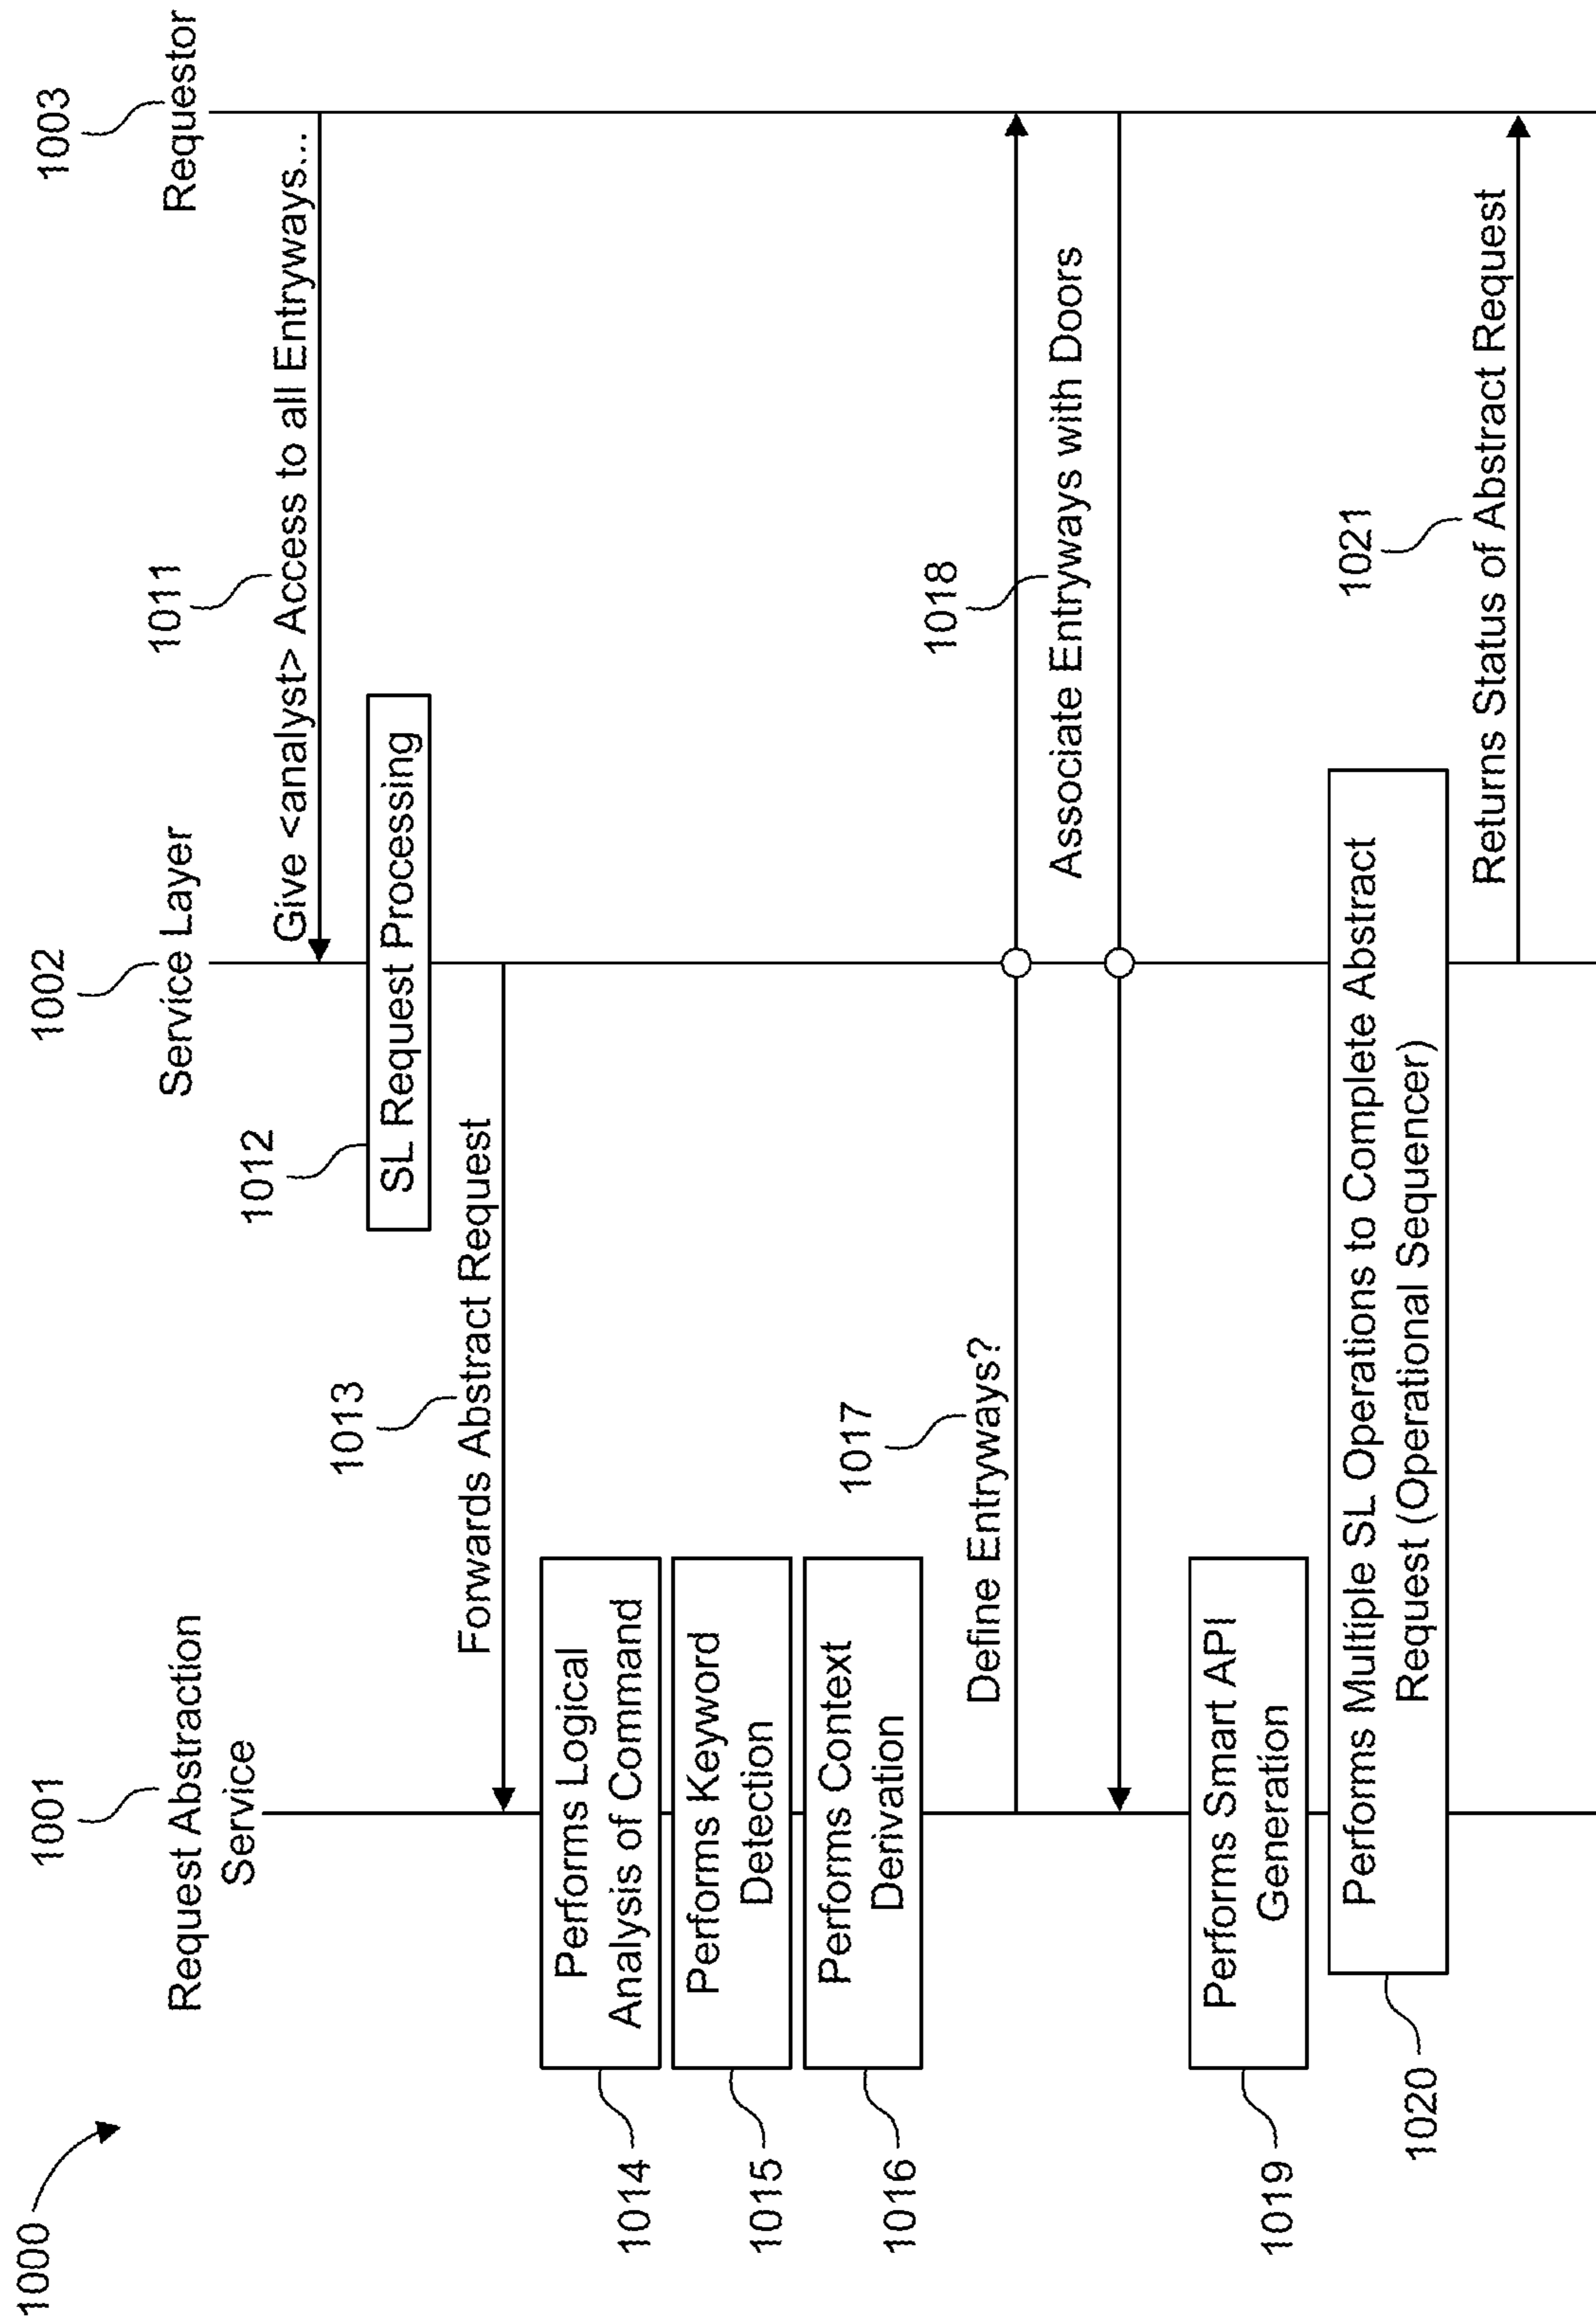 1000
1001
Request Abstraction
Service
1002
Service Layer
1003
Requestor
1011
Give <analyst> Access to all Entryways...
1012
SL Request Processing
1013
Forwards Abstract Request
1014
Performs Logical
Analysis of Command
1015
Performs Keyword
Detection
1016
Performs Context
Derivation
1017
Define Entryways?
1018
Associate Entryways with Doors
1019
Performs Smart API
Generation
1020
Performs Multiple SL Operations to Complete Abstract
Request (Operational Sequencer)
1021
Returns Status of Abstract Request